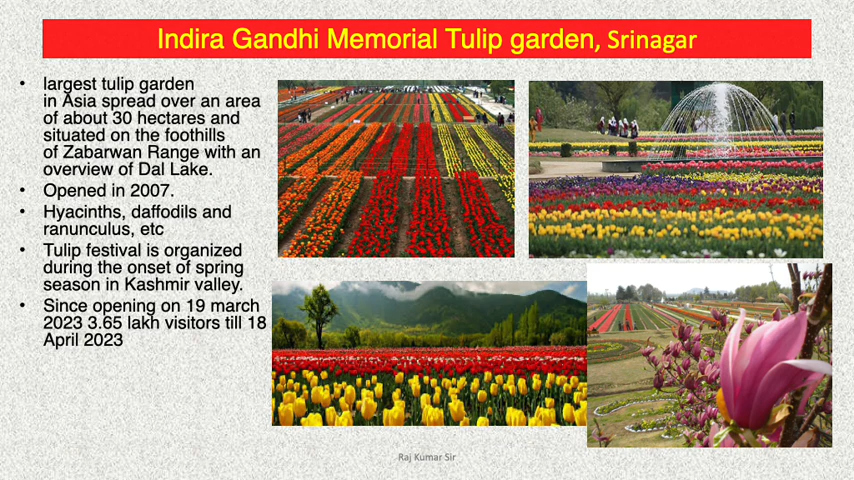 Indira Gandhi Memorial Tulip garden, Srinagar
• largest tulip garden
in Asia spread over an area
of about 30 hectares and
situated on the foothills
of Zabarwan Range with an
overview of Dal Lake.
• Opened in 2007.
• Hyacinths, daffodils and
ranunculus, etc
• Tulip festival is organized
during the onset of spring
season in Kashmir valley.
• Since opening on 19 march
2023 3.65 lakh visitors till 18
April 2023
Raj Kumar Sir